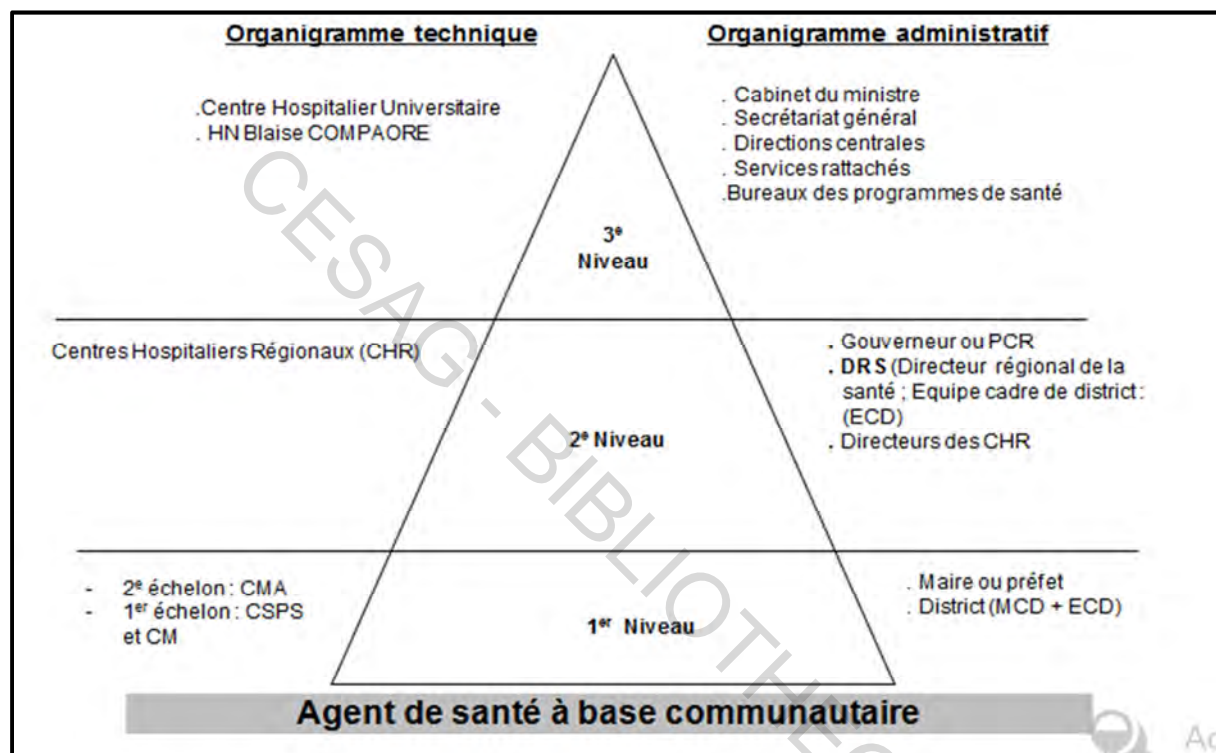 Organigramme technique
Organigramme administratif
.Centre Hospitalier Universitaire
. HN Blaise COMPAORE
. Cabinet du ministre
. Secrétariat général
. Directions centrales
. Services rattachés
.Bureaux des programmes de santé
3e
Niveau
Centres Hospitaliers Régionaux (CHR)
. Gouverneur ou PCR
. DRS (Directeur régional de la
santé ; Equipe cadre de district :
(ECD)
. Directeurs des CHR
2e Niveau
- 2e échelon : CMA
- 1er échelon : CSPS
et CM
. Maire ou préfet
. District (MCD + ECD)
1er Niveau
Agent de santé à base communautaire
CESAG - BIBLIOTHE